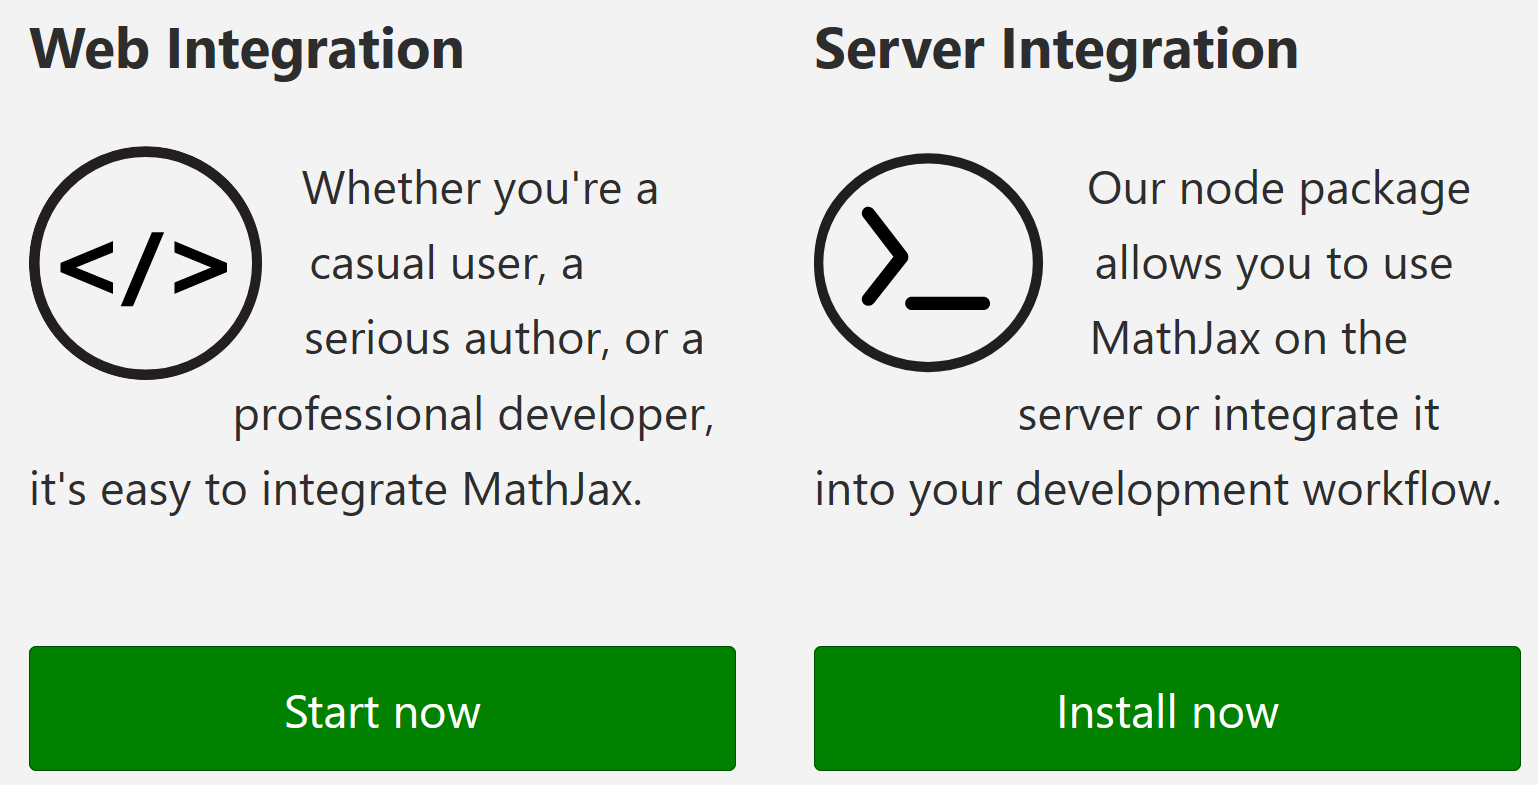 Web Integration
</>
Whether you're a
casual user, a
serious author, or a
professional developer,
it's easy to integrate MathJax.
Start now
Server Integration
>_
Our node package
allows you to use
MathJax on the
server or integrate it
into your development workflow.
Install now